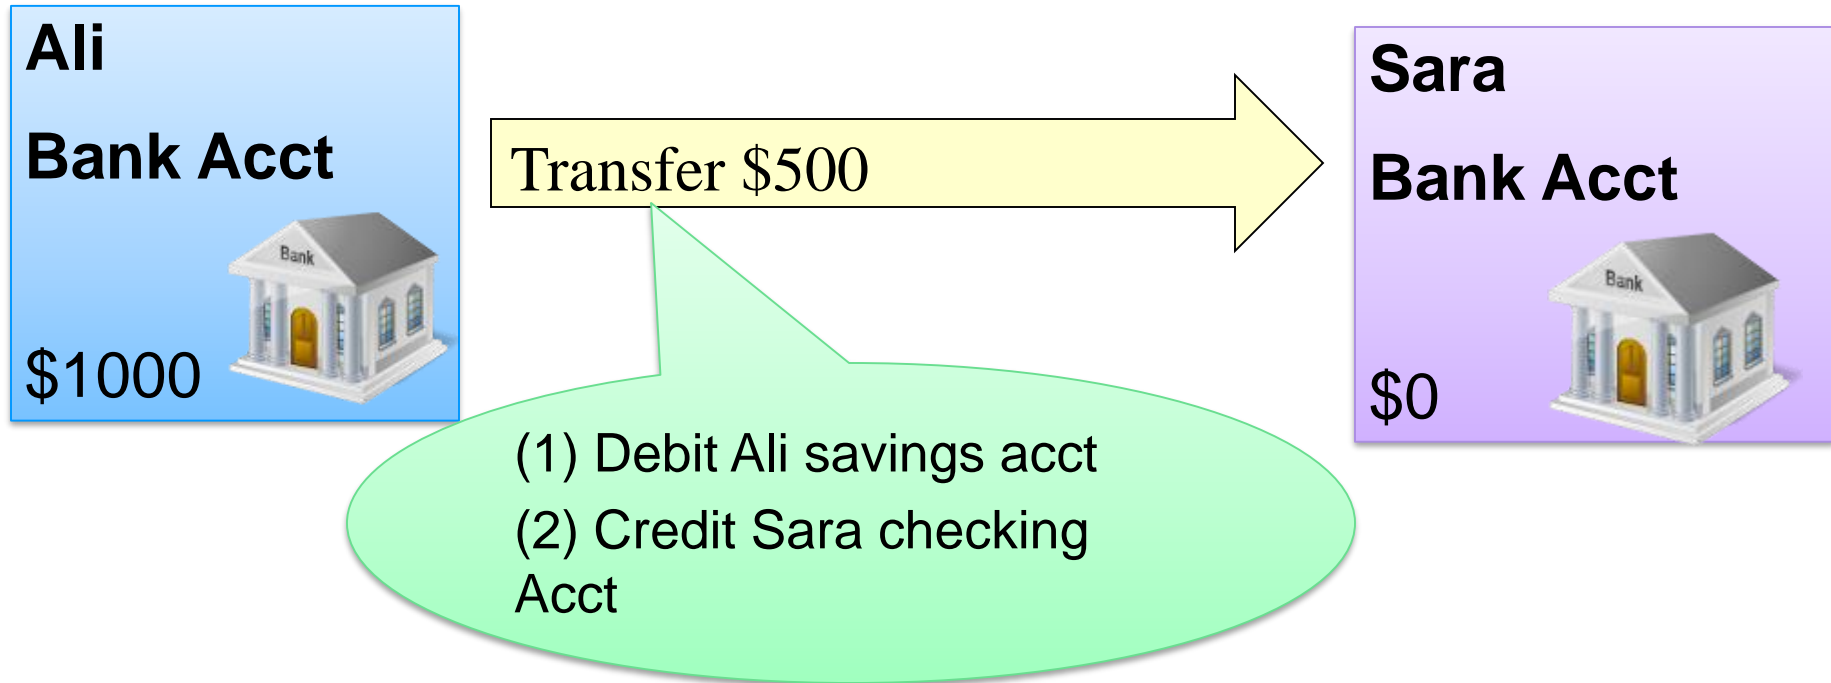 Ali
Bank Acct
Bank
$1000
Transfer $500
(1) Debit Ali savings acct
(2) Credit Sara checking
Acct
Sara
Bank Acct
Bank
$0